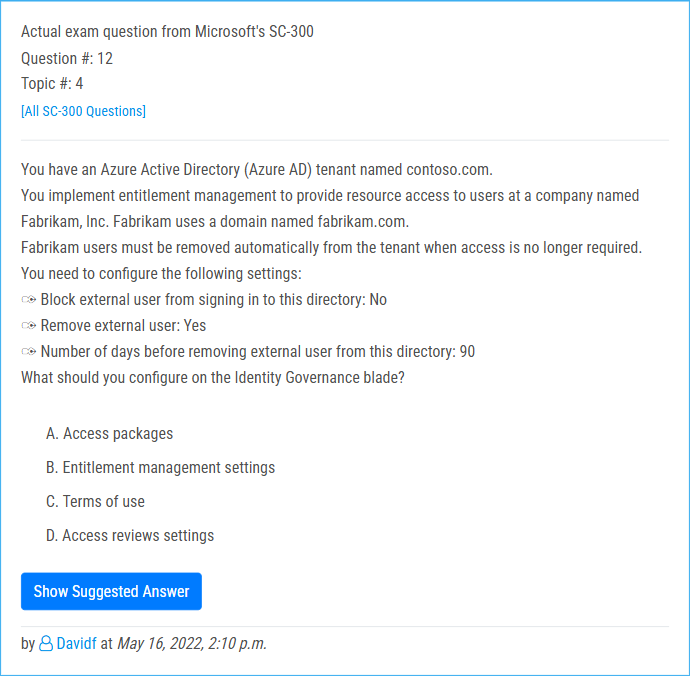 Actual exam question from Microsoft's SC-300
Question #: 12
Topic #: 4
[All SC-300 Questions]
You have an Azure Active Directory (Azure AD) tenant named contoso.com.
You implement entitlement management to provide resource access to users at a company named
Fabrikam, Inc. Fabrikam uses a domain named fabrikam.com.
Fabrikam users must be removed automatically from the tenant when access is no longer required.
You need to configure the following settings:
Block external user from signing in to this directory: No
Remove external user: Yes
Number of days before removing external user from this directory: 90
What should you configure on the Identity Governance blade?
A. Access packages
B. Entitlement management settings
C. Terms of use
D. Access reviews settings
Show Suggested Answer
by Davidf at May 16, 2022, 2:10 p.m.